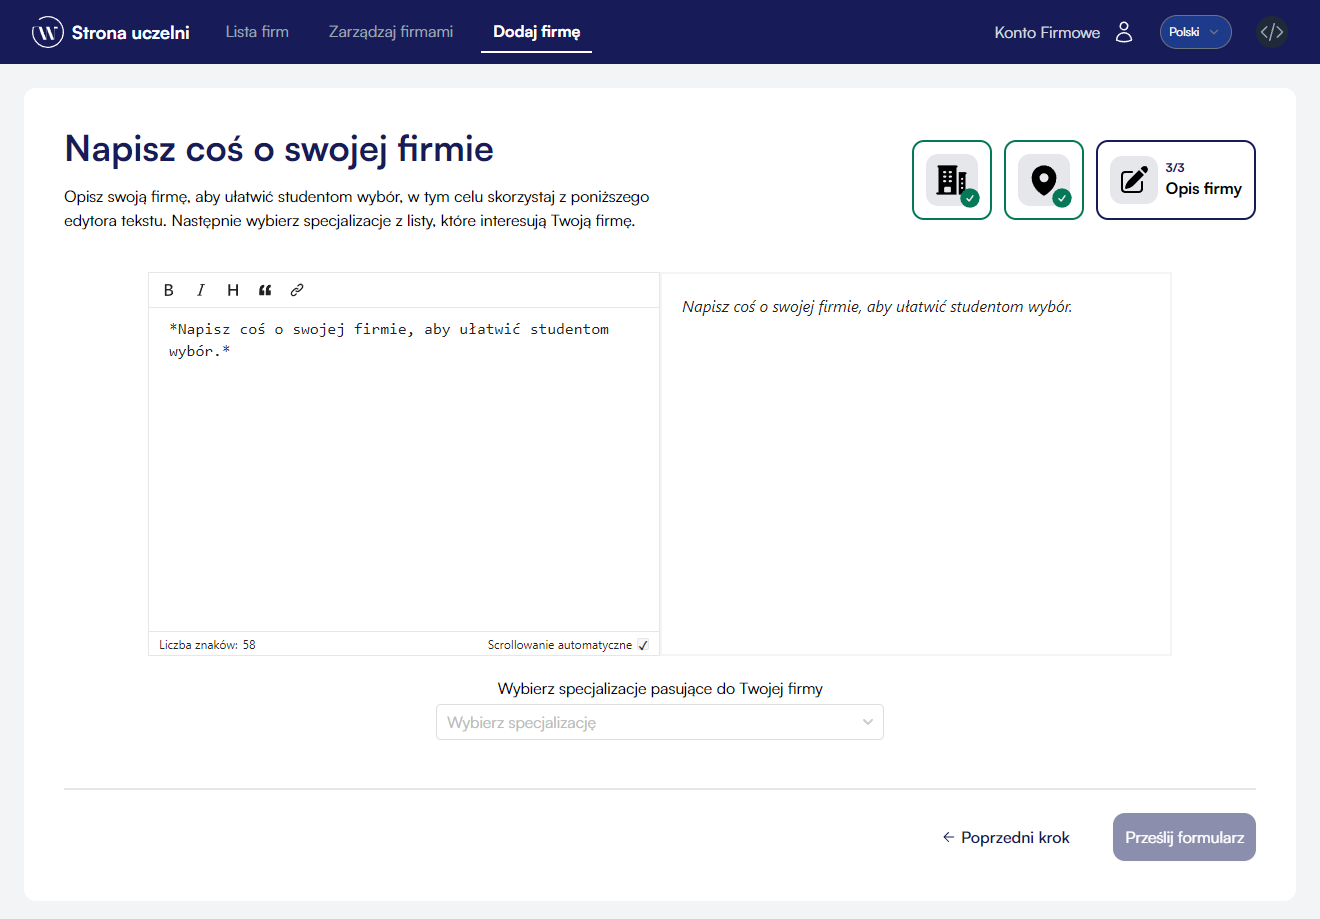 W Strona uczelni Lista firm Zarządzaj firmami Dodaj firmę Konto Firmowe Polski </>
Napisz coś o swojej firmie
Opisz swoją firmę, aby ułatwić studentom wybór, w tym celu skorzystaj z poniższego
edytora tekstu. Następnie wybierz specjalizacje z listy, które interesują Twoją firmę.
3/3
Opis firmy
B I H “
*Napisz coś o swojej firmie, aby ułatwić studentom
wybór.*
Napisz coś o swojej firmie, aby ułatwić studentom wybór.
Liczba znaków: 58 Scrollowanie automatyczne
Wybierz specjalizacje pasujące do Twojej firmy
Wybierz specjalizację
← Poprzedni krok Prześlij formularz